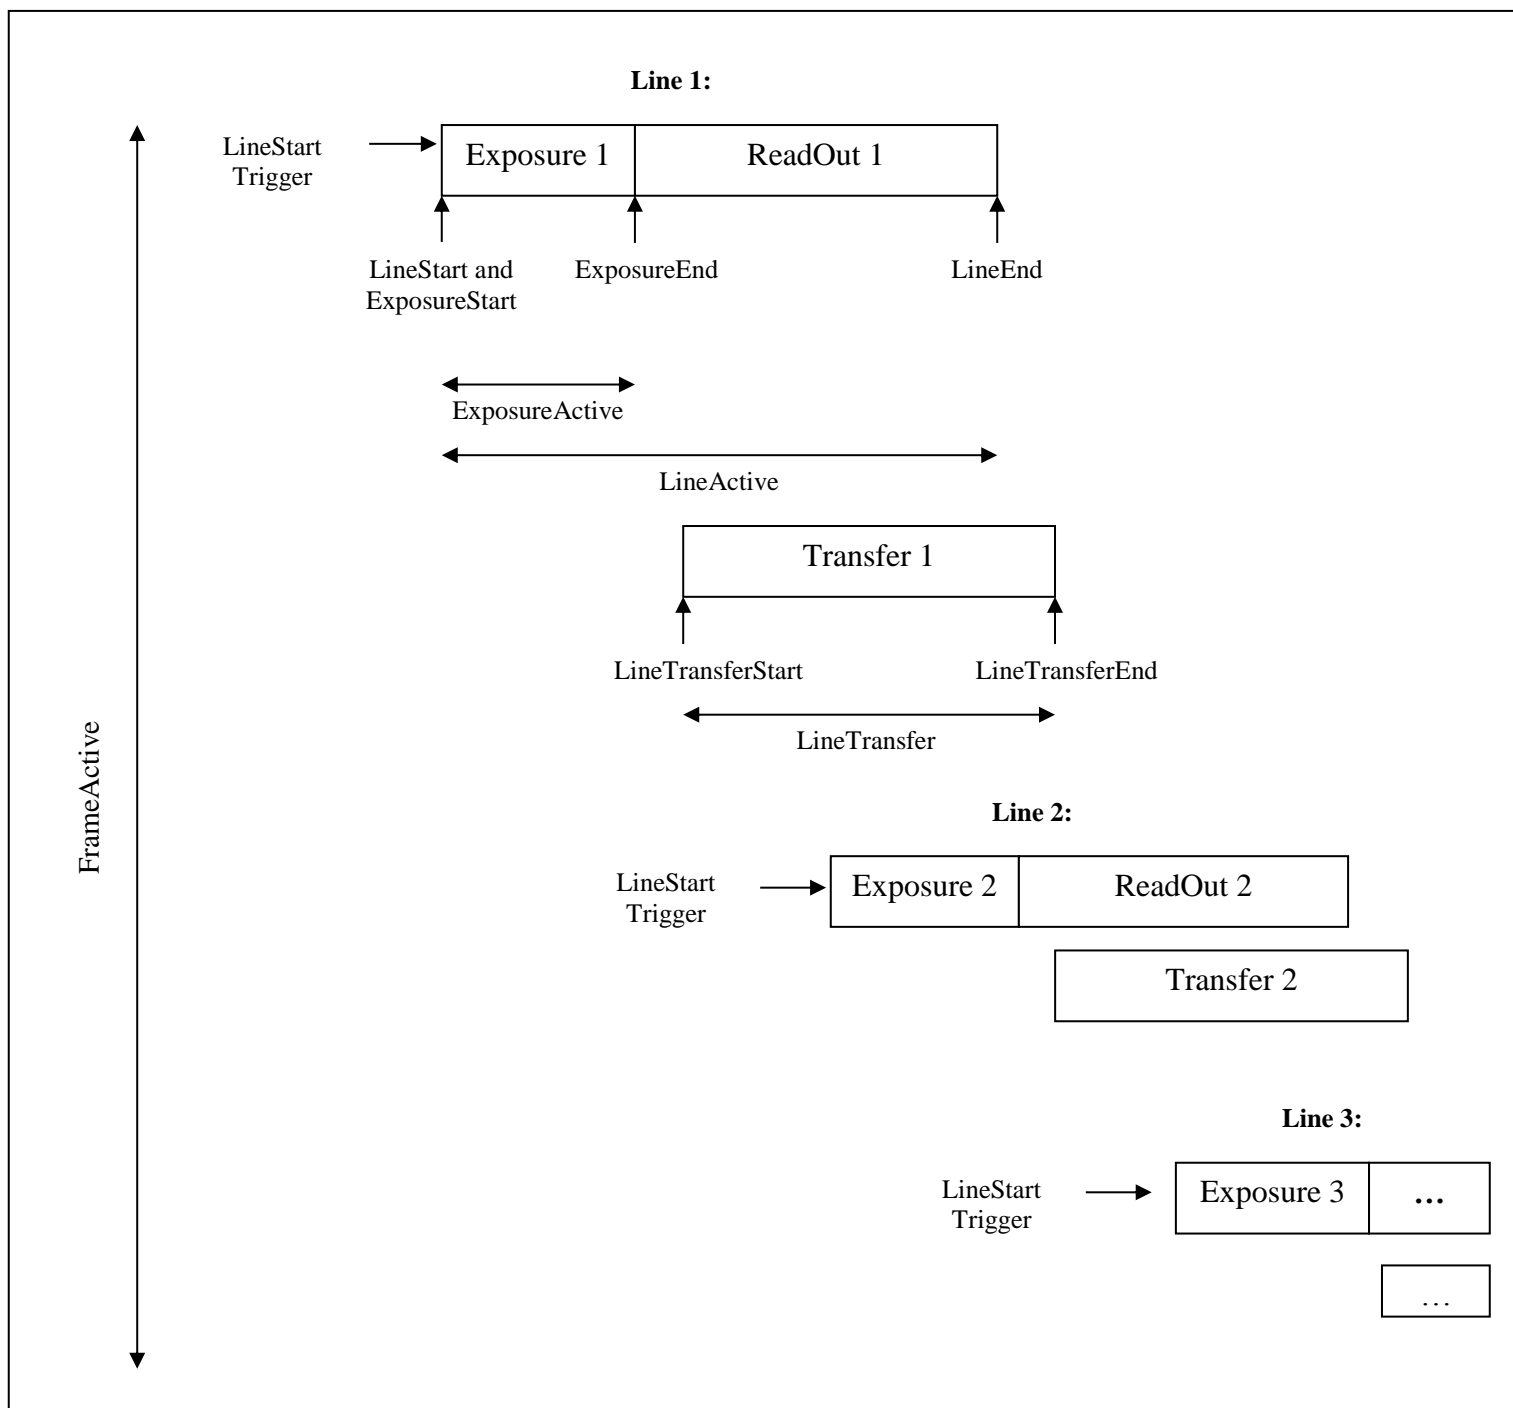 Line 1:
LineStart
Trigger
Exposure 1
ReadOut 1
LineStart and
ExposureStart
ExposureEnd
LineEnd
ExposureActive
LineActive
Transfer 1
LineTransferStart
LineTransferEnd
LineTransfer
FrameActive
Line 2:
LineStart
Trigger
Exposure 2
ReadOut 2
Transfer 2
Line 3:
LineStart
Trigger
Exposure 3
...
...